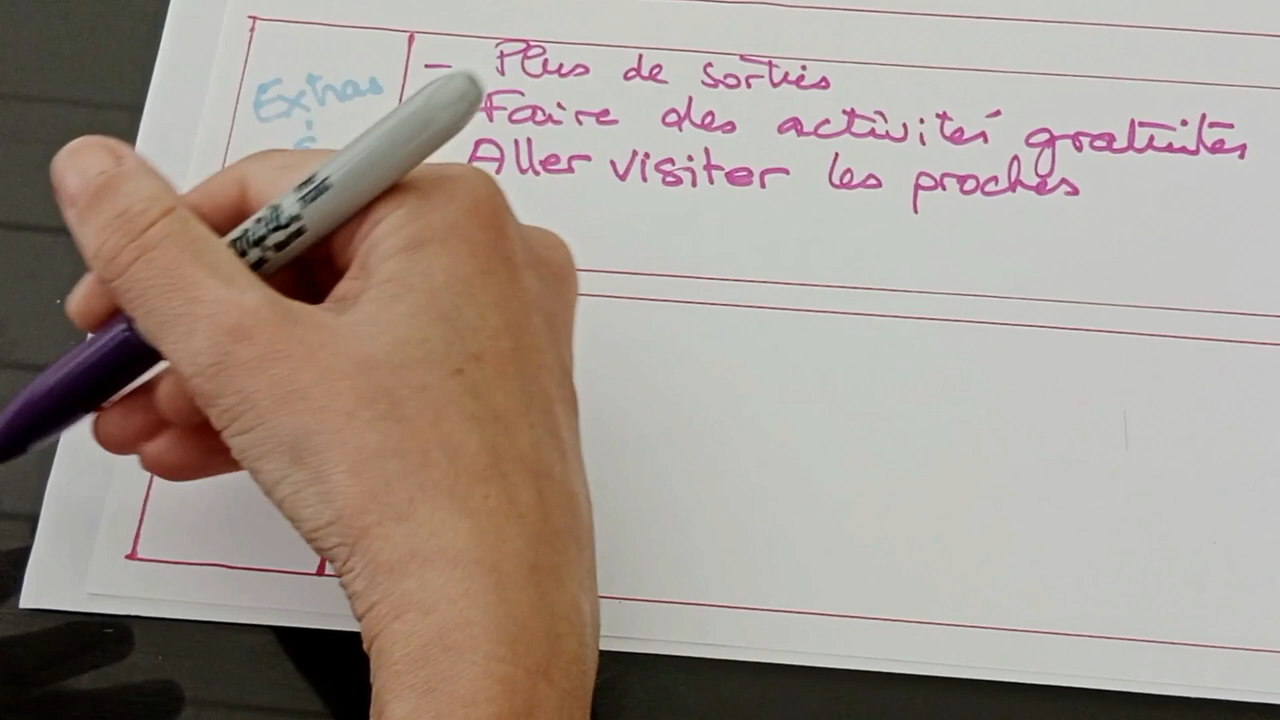 Extras
- Plus de sorties
Faire des activités gratuites
Aller visiter les proches